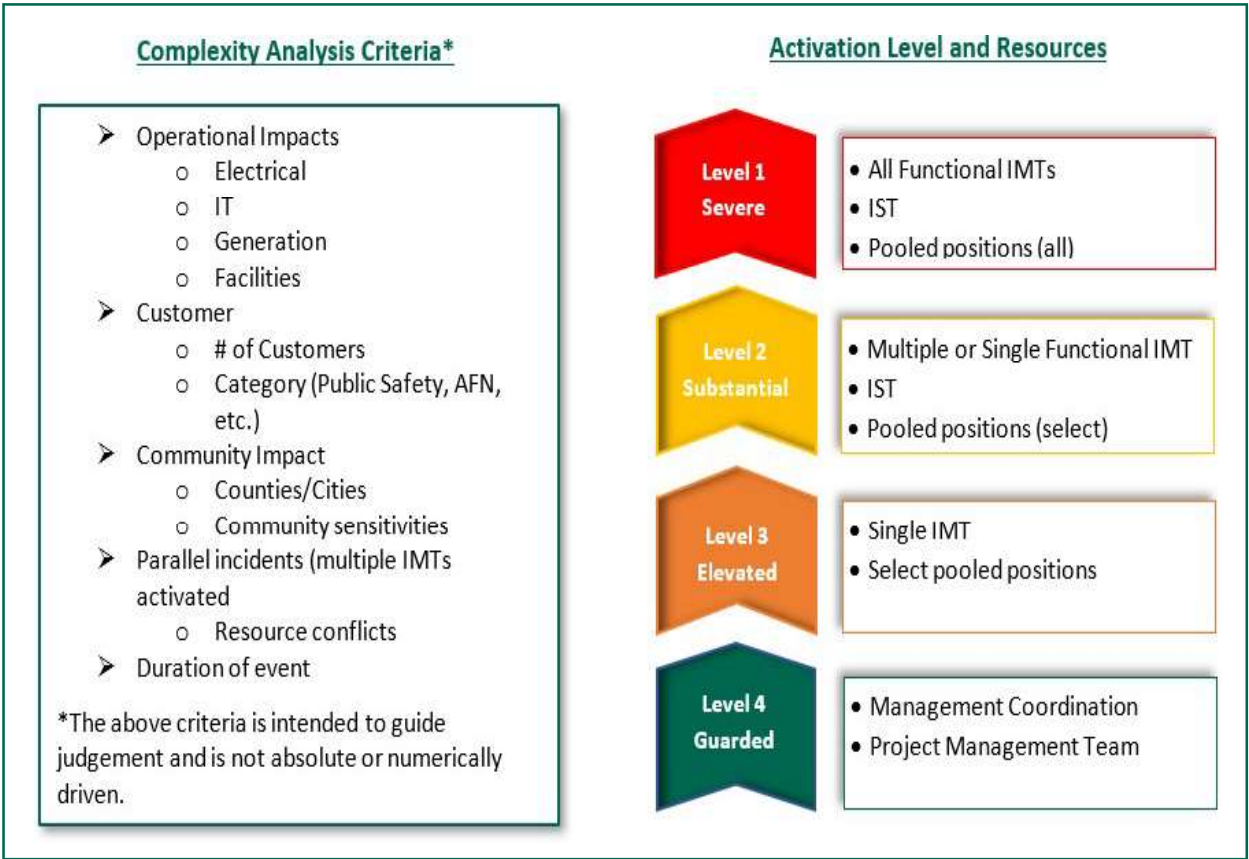 Complexity Analysis Criteria*
➢ Operational Impacts
o Electrical
o IT
o Generation
o Facilities
➢ Customer
o # of Customers
o Category (Public Safety, AFN,
etc.)
➢ Community Impact
o Counties/Cities
o Community sensitivities
➢ Parallel incidents (multiple IMTs
activated
o Resource conflicts
➢ Duration of event
*The above criteria is intended to guide
judgement and is not absolute or numerically
driven.
Activation Level and Resources
Level 1
Severe
• All Functional IMTs
• IST
• Pooled positions (all)
Level 2
Substantial
• Multiple or Single Functional IMT
• IST
• Pooled positions (select)
Level 3
Elevated
• Single IMT
• Select pooled positions
Level 4
Guarded
• Management Coordination
• Project Management Team